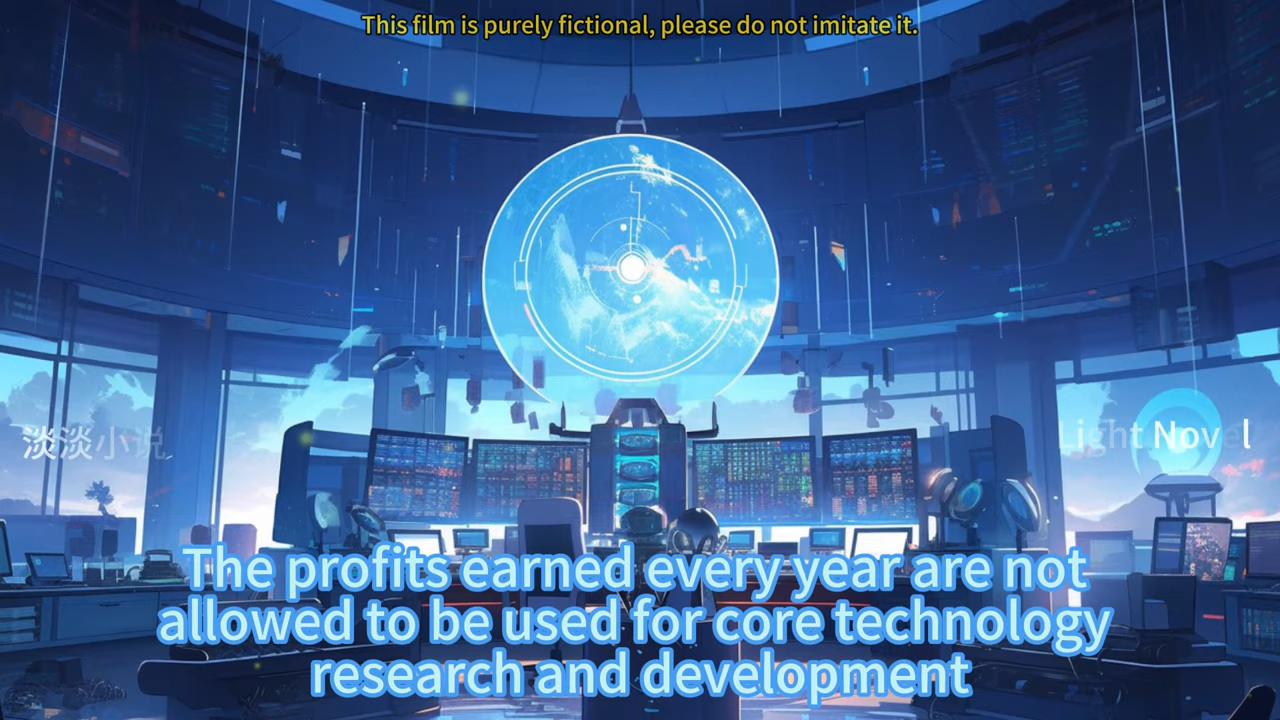 This film is purely fictional, please do not imitate it.
淡淡小说
Light Novel
The profits earned every year are not
allowed to be used for core technology
research and development